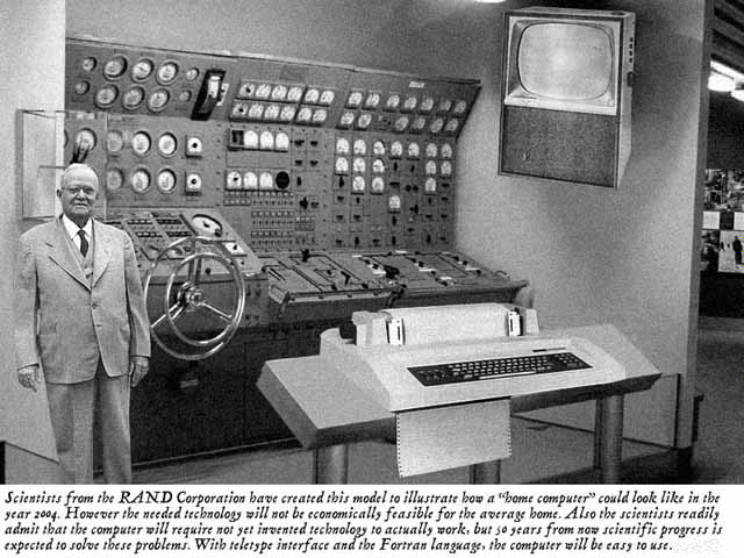 Scientists from the RAND Corporation have created this model to illustrate how a "home computer" could look like in the
year 2004. However the needed technology will not be economically feasible for the average home. Also the scientists readily
admit that the computer will require not yet invented technology to actually work, but 50 years from now scientific progress is
expected to solve these problems. With teletype interface and the Fortran language, the computer will be easy to use.